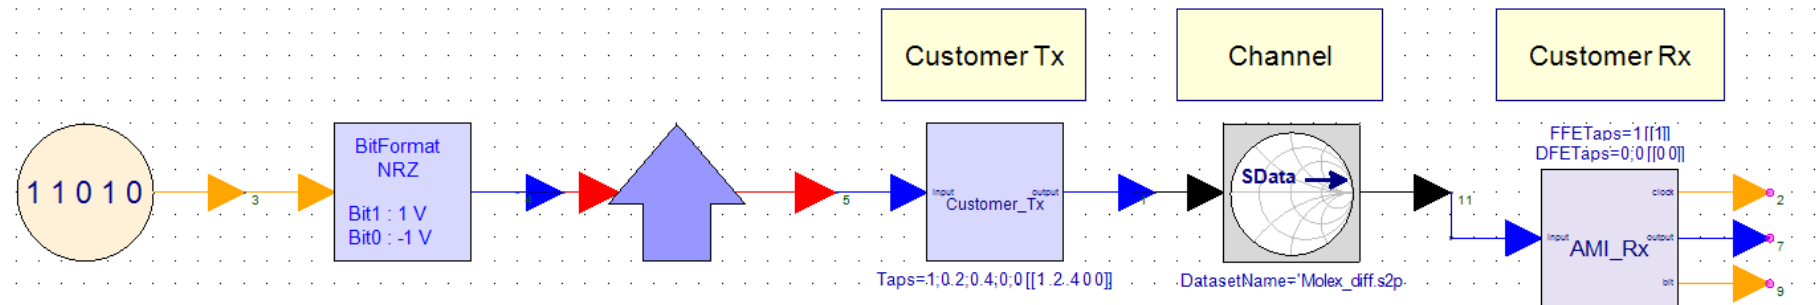 Customer Tx
Channel
Customer Rx
1 1 0 1 0
3
BitFormat
NRZ
Bit1 : 1 V
Bit0 : -1 V
5
input
output
Customer_Tx
Taps=1;0.2;0.4;0;0 [[1 .2 .4 0 0]]
SData
DatasetName='Molex_diff.s2p
11
FFETaps=1 [[1]]
DFETaps=0;0 [[0 0]]
clock
input
output
AMI_Rx
bit
2
7
9